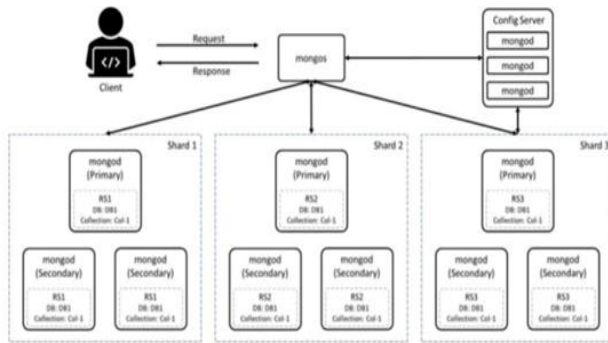 Config Server
mongod
mongod
mongod
Request
Response
mongos
</>
Client
Shard 1
mongod
(Primary)
RS1
DB: DB1
Collection: Col-1
mongod
(Secondary)
RS1
DB: DB1
Collection: Col-1
mongod
(Secondary)
RS1
DB: DB1
Collection: Col-1
Shard 2
mongod
(Primary)
RS2
DB: DB1
Collection: Col-1
mongod
(Secondary)
RS2
DB: DB1
Collection: Col-1
mongod
(Secondary)
RS2
DB: DB1
Collection: Col-1
Shard 3
mongod
(Primary)
RS3
DB: DB1
Collection: Col-1
mongod
(Secondary)
RS3
DB: DB1
Collection: Col-1
mongod
(Secondary)
RS3
DB: DB1
Collection: Col-1